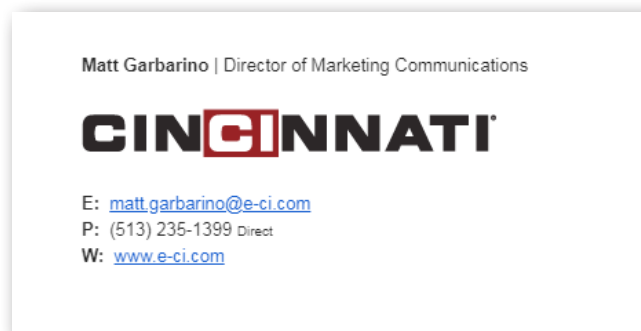 Matt Garbarino | Director of Marketing Communications
CINCINNATI
E: matt.garbarino@e-ci.com
P: (513) 235-1399 Direct
W: www.e-ci.com